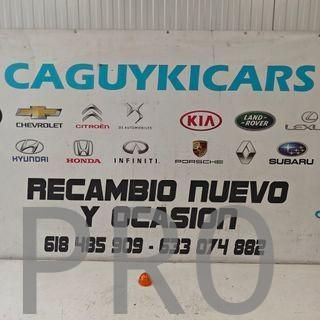 CAGUYKICARS
CHEVROLET CITROËN DS AUTOMOBILES KIA LAND ROVER LEXU
HYUNDAI HONDA INFINITI PORSCHE SUBARU
RECAMBIO NUEVO
Y OCASION
618 485 909 - 633 074 882
PRO